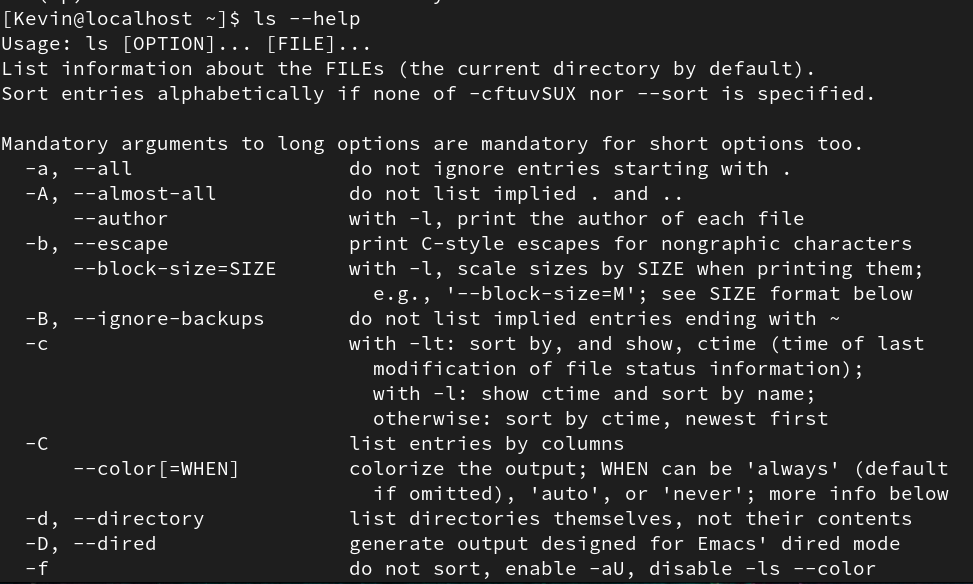 [Kevin@localhost ~]$ ls --help
Usage: ls [OPTION]... [FILE]...
List information about the FILEs (the current directory by default).
Sort entries alphabetically if none of -cftuvSUX nor --sort is specified.

Mandatory arguments to long options are mandatory for short options too.
  -a, --all                  do not ignore entries starting with .
  -A, --almost-all           do not list implied . and ..
      --author               with -l, print the author of each file
  -b, --escape               print C-style escapes for nongraphic characters
      --block-size=SIZE      with -l, scale sizes by SIZE when printing them;
                               e.g., '--block-size=M'; see SIZE format below
  -B, --ignore-backups       do not list implied entries ending with ~
  -c                         with -lt: sort by, and show, ctime (time of last
                               modification of file status information);
                               with -l: show ctime and sort by name;
                               otherwise: sort by ctime, newest first
  -C                         list entries by columns
      --color[=WHEN]         colorize the output; WHEN can be 'always' (default
                               if omitted), 'auto', or 'never'; more info below
  -d, --directory            list directories themselves, not their contents
  -D, --dired                generate output designed for Emacs' dired mode
  -f                         do not sort, enable -aU, disable -ls --color